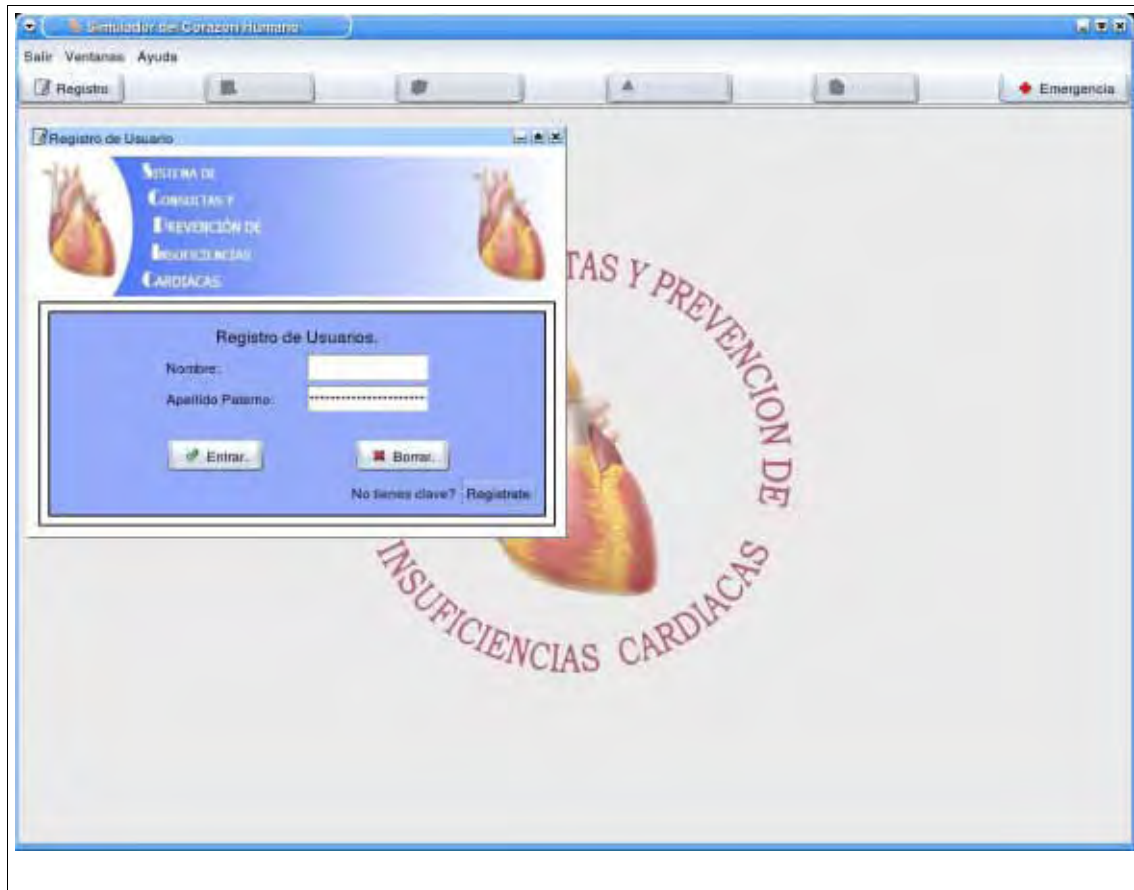 Simulador del Corazon Humano
Salir Ventanas Ayuda
Registro
Emergencia
Registro de Usuario
SISTEMA DE
CONSULTAS Y
PREVENCIÓN DE
INSUFICIENCIAS
CARDIACAS
Registro de Usuarios.
Nombre:
Apellido Paterno:
************************
Entrar.
Borrar.
No tienes clave? Registrate
TAS Y PREVENCION DE
INSUFICIENCIAS CARDIACAS